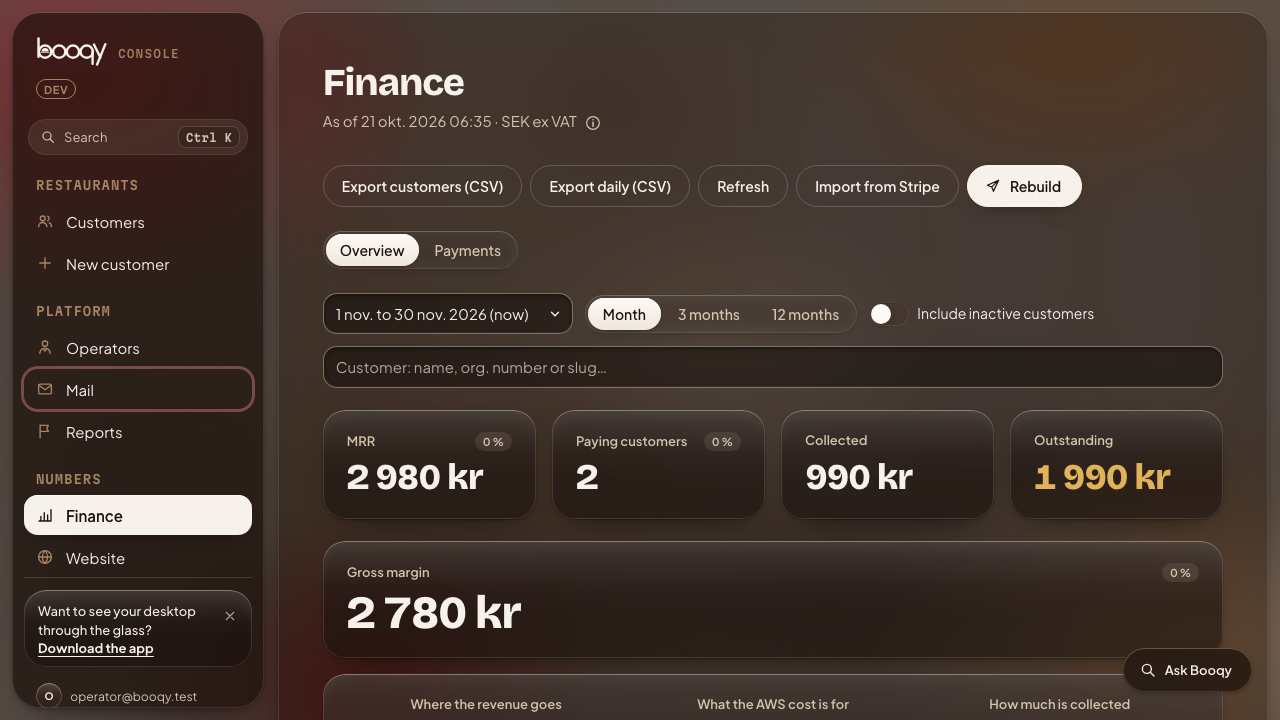 booqy CONSOLE
DEV
Search Ctrl K
RESTAURANTS
Customers
New customer
PLATFORM
Operators
Mail
Reports
NUMBERS
Finance
Website
Want to see your desktop
through the glass?
Download the app
O operator@booqy.test
Finance
As of 21 okt. 2026 06:35 · SEK ex VAT
Export customers (CSV) Export daily (CSV) Refresh Import from Stripe Rebuild
Overview Payments
1 nov. to 30 nov. 2026 (now) Month 3 months 12 months Include inactive customers
Customer: name, org. number or slug...
MRR 0 % Paying customers 0 % Collected Outstanding
2 980 kr 2 990 kr 1 990 kr
Gross margin 0 %
2 780 kr
Ask Booqy
Where the revenue goes What the AWS cost is for How much is collected